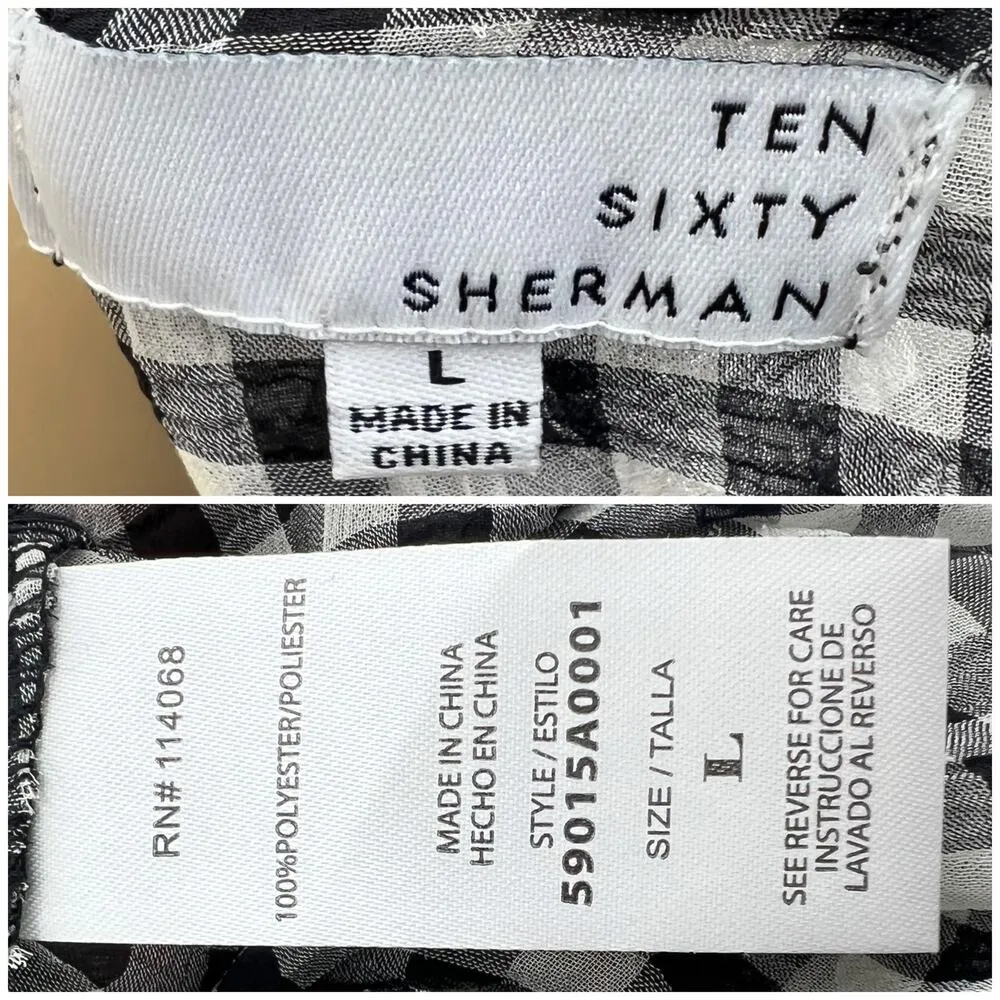 TEN
SIXTY
SHERMAN
L
MADE IN
CHINA
RN# 114068
100%POLYESTER/POLIESTER
MADE IN CHINA
HECHO EN CHINA
STYLE / ESTILO
59015A0001
SIZE / TALLA
L
SEE REVERSE FOR CARE
INSTRUCCIONE DE
LAVADO AL REVERSO